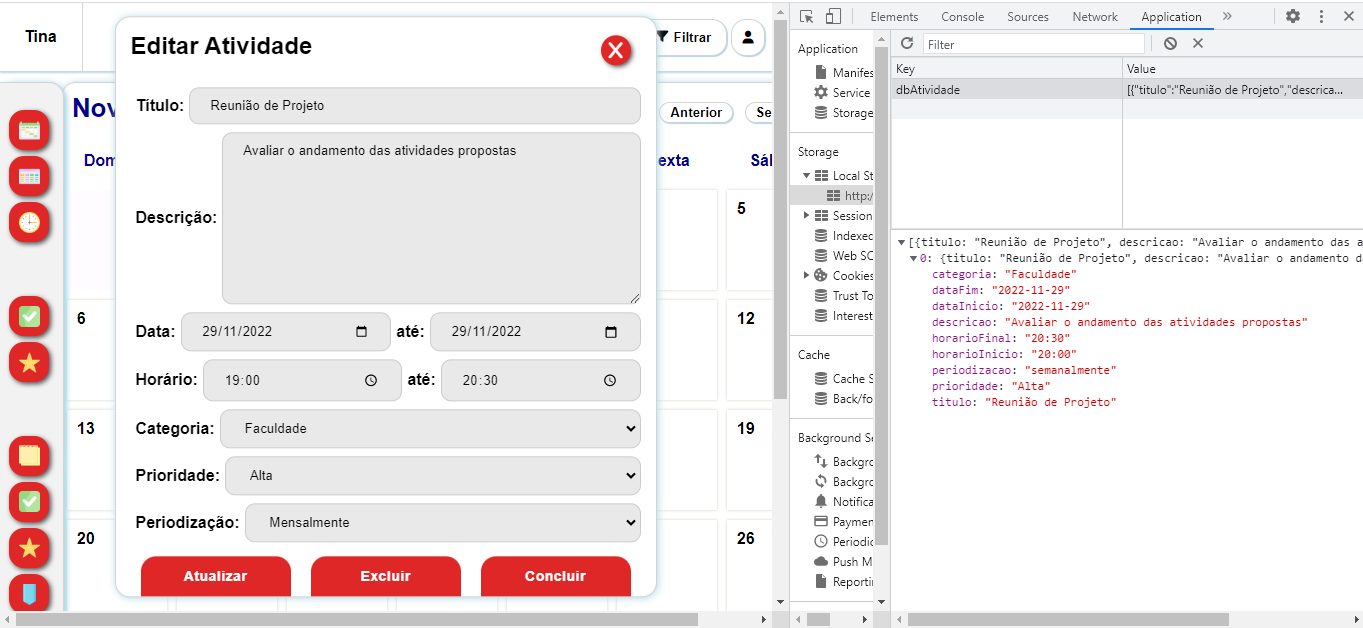 Tina
Filtrar
Nov
Anterior
Se
Dom
exta
Sáb
5
6
12
13
19
20
26
Editar Atividade
X
Título: Reunião de Projeto
Descrição: Avaliar o andamento das atividades propostas
Data: 29/11/2022 até: 29/11/2022
Horário: 19:00 até: 20:30
Categoria: Faculdade
Prioridade: Alta
Periodização: Mensalmente
Atualizar Excluir Concluir
Elements Console Sources Network Application »
Application
Manifes
Service
Storage
Storage
Local St
http:/
Session
Indexed
Web SC
Cookies
Trust To
Interest
Cache
Cache S
Back/fo
Background Se
Backgro
Backgro
Notifica
Paymen
Periodic
Push M
Reportin
Filter
Key Value
dbAtividade [{"titulo":"Reunião de Projeto","descrica...
[{titulo: "Reunião de Projeto", descricao: "Avaliar o andamento das a
0: {titulo: "Reunião de Projeto", descricao: "Avaliar o andamento d
categoria: "Faculdade"
dataFim: "2022-11-29"
dataInicio: "2022-11-29"
descricao: "Avaliar o andamento das atividades propostas"
horarioFinal: "20:30"
horarioInicio: "20:00"
periodizacao: "semanalmente"
prioridade: "Alta"
titulo: "Reunião de Projeto"